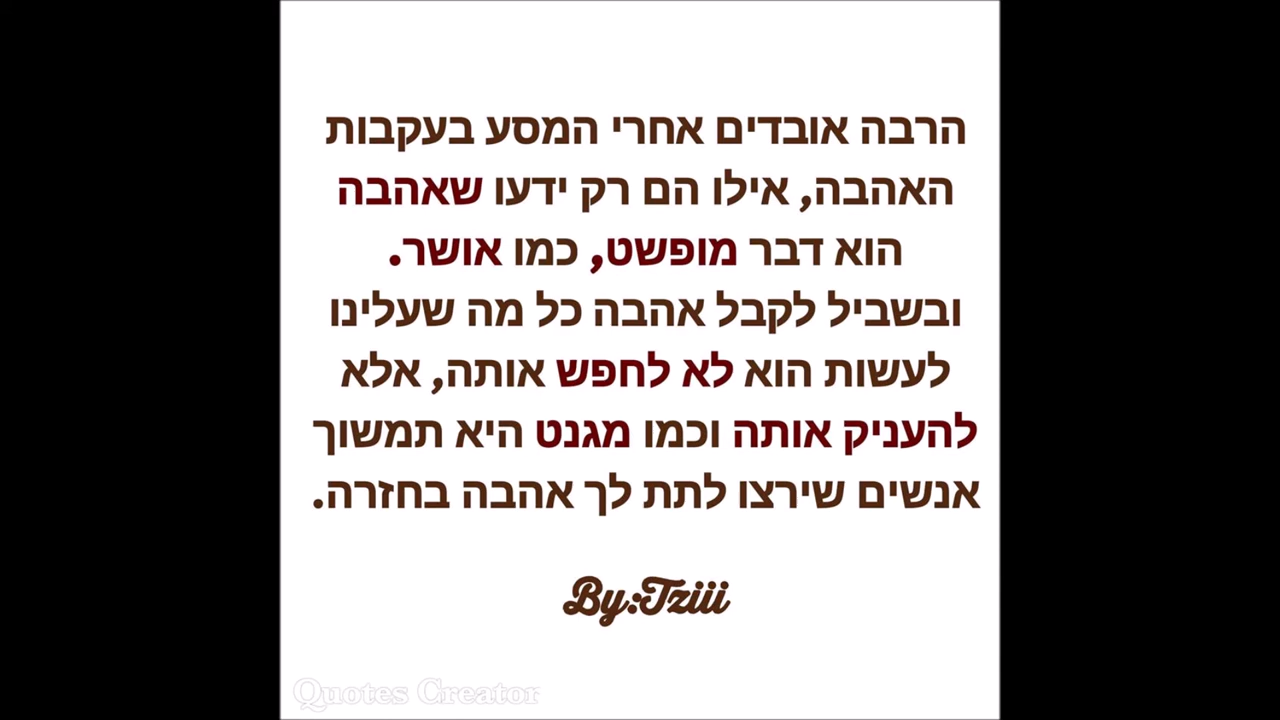 הרבה אובדים אחרי המסע בעקבות
האהבה, אילו הם רק ידעו שאהבה
הוא דבר מופשט, כמו אושר.
ובשביל לקבל אהבה כל מה שעלינו
לעשות הוא לא לחפש אותה, אלא
להעניק אותה וכמו מגנט היא תמשוך
אנשים שירצו לתת לך אהבה בחזרה.
By:Tziii
Quotes Creator